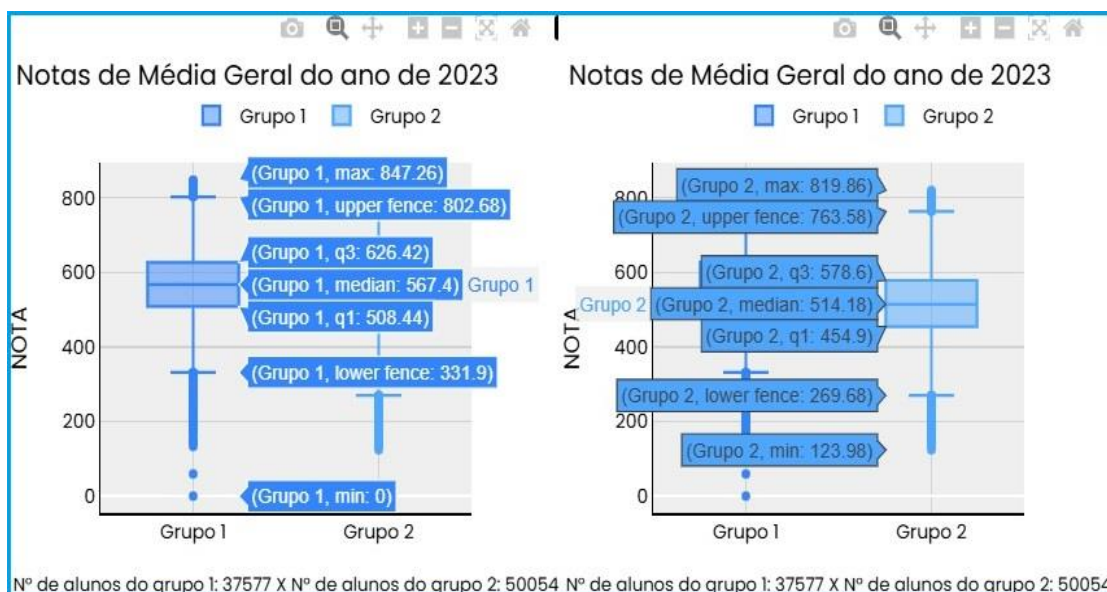 Notas de Média Geral do ano de 2023
Grupo 1
Grupo 2
NOTA
800
600
400
200
0
(Grupo 1, max: 847.26)
(Grupo 1, upper fence: 802.68)
(Grupo 1, q3: 626.42)
(Grupo 1, median: 567.4)
Grupo 1
(Grupo 1, q1: 508.44)
(Grupo 1, lower fence: 331.9)
(Grupo 1, min: 0)
Grupo 1
Grupo 2
Nº de alunos do grupo 1: 37577 X Nº de alunos do grupo 2: 50054
Notas de Média Geral do ano de 2023
Grupo 1
Grupo 2
NOTA
800
600
400
200
0
(Grupo 2, max: 819.86)
(Grupo 2, upper fence: 763.58)
(Grupo 2, q3: 578.6)
Grupo 2
(Grupo 2, median: 514.18)
(Grupo 2, q1: 454.9)
(Grupo 2, lower fence: 269.68)
(Grupo 2, min: 123.98)
Grupo 1
Grupo 2
Nº de alunos do grupo 1: 37577 X Nº de alunos do grupo 2: 50054